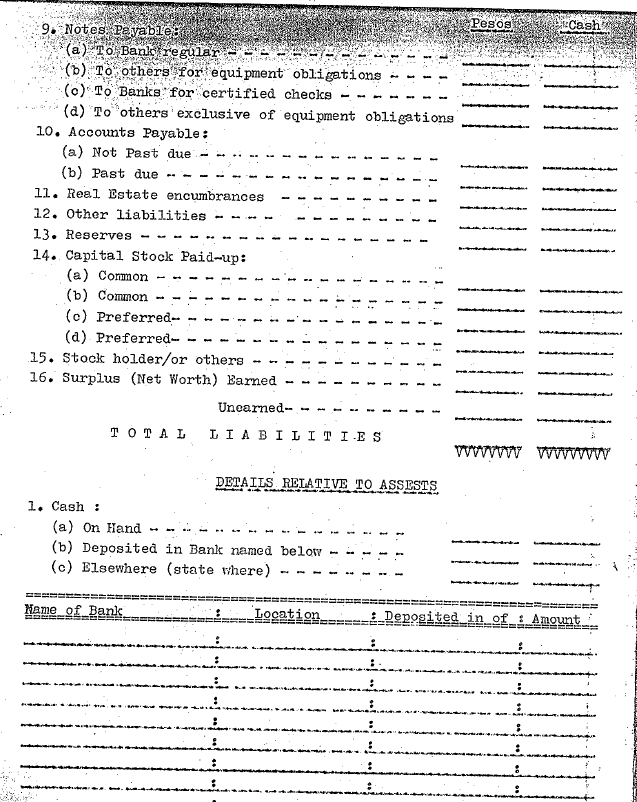 Pesos Cash
9. Notes Payable:
(a) To Bank regular - - - - - - - - - - - - - -
(b) To others for equipment obligations - - - -
(c) To Banks for certified checks - - - - - - -
(d) To others exclusive of equipment obligations
10. Accounts Payable:
(a) Not Past due - - - - - - - - - - - - - - -
(b) Past due - - - - - - - - - - - - - - - - -
11. Real Estate encumbrances - - - - - - - - -
12. Other liabilities - - - - - - - - - - - -
13. Reserves - - - - - - - - - - - - - - - - - -
14. Capital Stock Paid-up:
(a) Common - - - - - - - - - - - - - - - - - -
(b) Common - - - - - - - - - - - - - - - - - -
(c) Preferred- - - - - - - - - - - - - - - - -
(d) Preferred- - - - - - - - - - - - - - - - -
15. Stock holder/or others - - - - - - - - - - -
16. Surplus (Net Worth) Earned - - - - - - - - -
Unearned- - - - - - - - -
T O T A L L I A B I L I T I E S
DETAILS RELATIVE TO ASSESTS
1. Cash :
(a) On Hand - - - - - - - - - - - - - - -
(b) Deposited in Bank named below - - - - -
(c) Elsewhere (state where) - - - - - - - -
Name of Bank : Location : Deposited in of : Amount
: : :
: : :
: : :
: : :
: : :
: : :
: : :
: : :